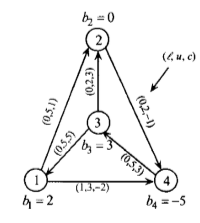 b₂ = 0
2
(ℓ, u, c)
(0,5,1)
(0,2,3)
(0,2,−1)
3
b₃ = 3
(0,5,5)
(0,5,3)
1
(1,3,−2)
4
b₁ = 2
b₄ = −5